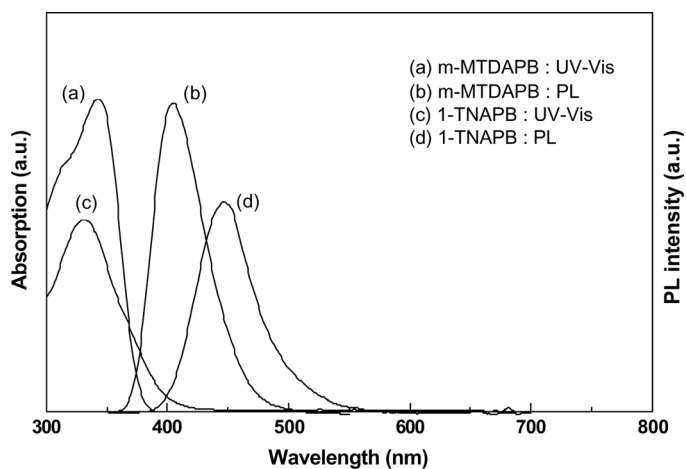 (a) m-MTDAPB : UV-Vis
(b) m-MTDAPB : PL
(c) 1-TNAPB : UV-Vis
(d) 1-TNAPB : PL
(a)
(b)
(c)
(d)
Absorption (a.u.)
PL intensity (a.u.)
300 400 500 600 700 800
Wavelength (nm)